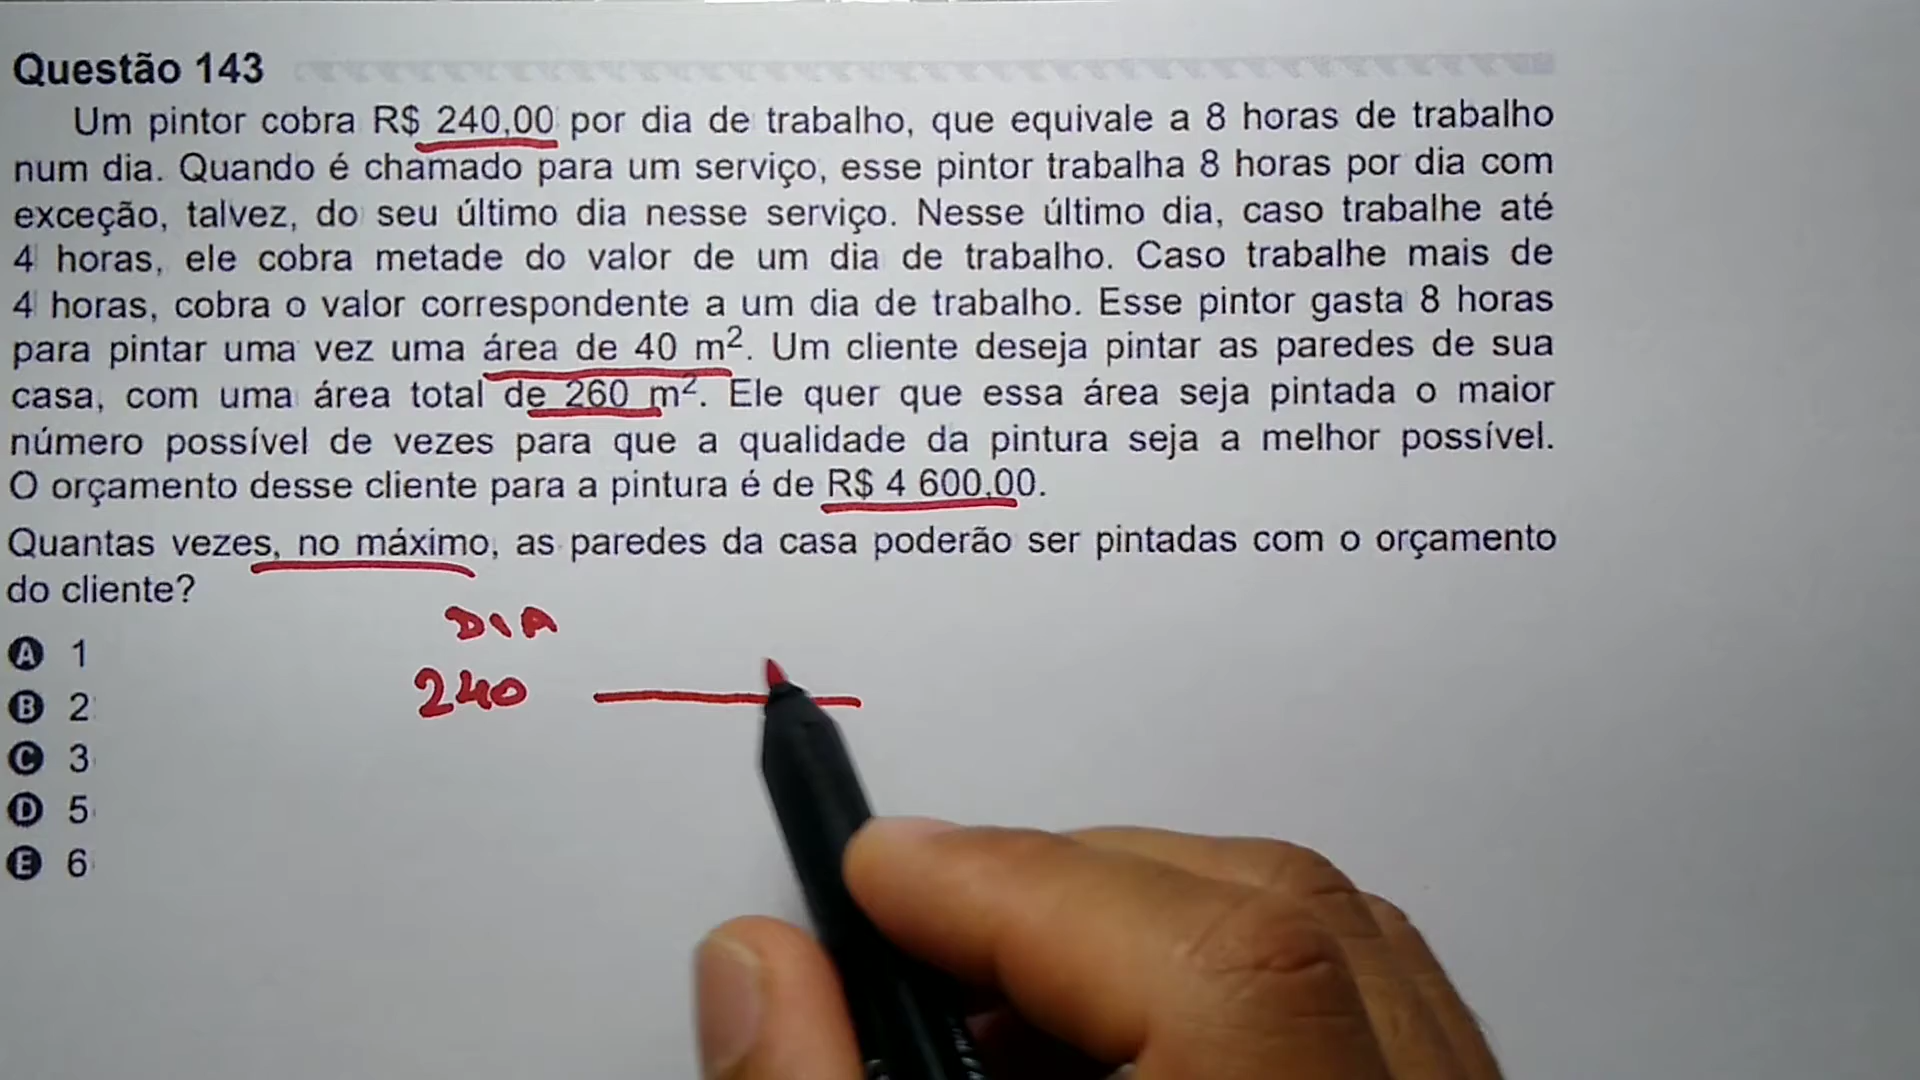 Questão 143
Um pintor cobra R$ 240,00 por dia de trabalho, que equivale a 8 horas de trabalho
num dia. Quando é chamado para um serviço, esse pintor trabalha 8 horas por dia com
exceção, talvez, do seu último dia nesse serviço. Nesse último dia, caso trabalhe até
4 horas, ele cobra metade do valor de um dia de trabalho. Caso trabalhe mais de
4 horas, cobra o valor correspondente a um dia de trabalho. Esse pintor gasta 8 horas
para pintar uma vez uma área de 40 m². Um cliente deseja pintar as paredes de sua
casa, com uma área total de 260 m². Ele quer que essa área seja pintada o maior
número possível de vezes para que a qualidade da pintura seja a melhor possível.
O orçamento desse cliente para a pintura é de R$ 4 600,00.
Quantas vezes, no máximo, as paredes da casa poderão ser pintadas com o orçamento
do cliente?
DIA
240
A 1
B 2
C 3
D 5
E 6